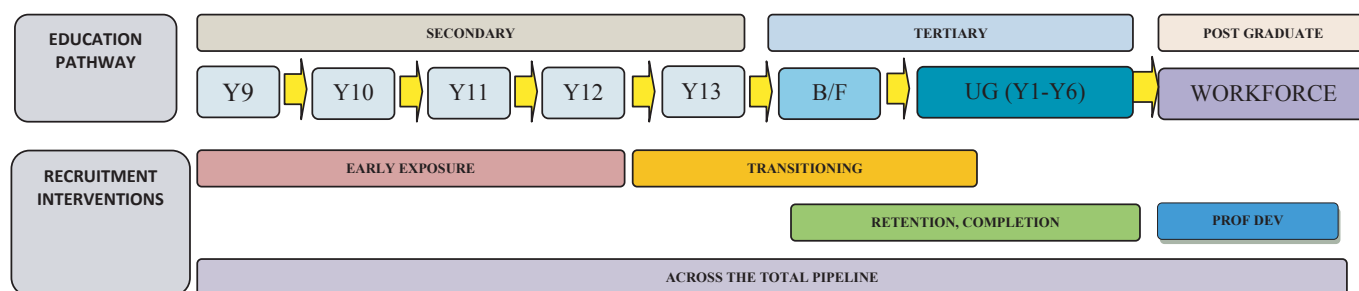 EDUCATION
PATHWAY
SECONDARY
TERTIARY
POST GRADUATE
Y9
Y10
Y11
Y12
Y13
B/F
UG (Y1-Y6)
WORKFORCE
RECRUITMENT
INTERVENTIONS
EARLY EXPOSURE
TRANSITIONING
RETENTION, COMPLETION
PROF DEV
ACROSS THE TOTAL PIPELINE